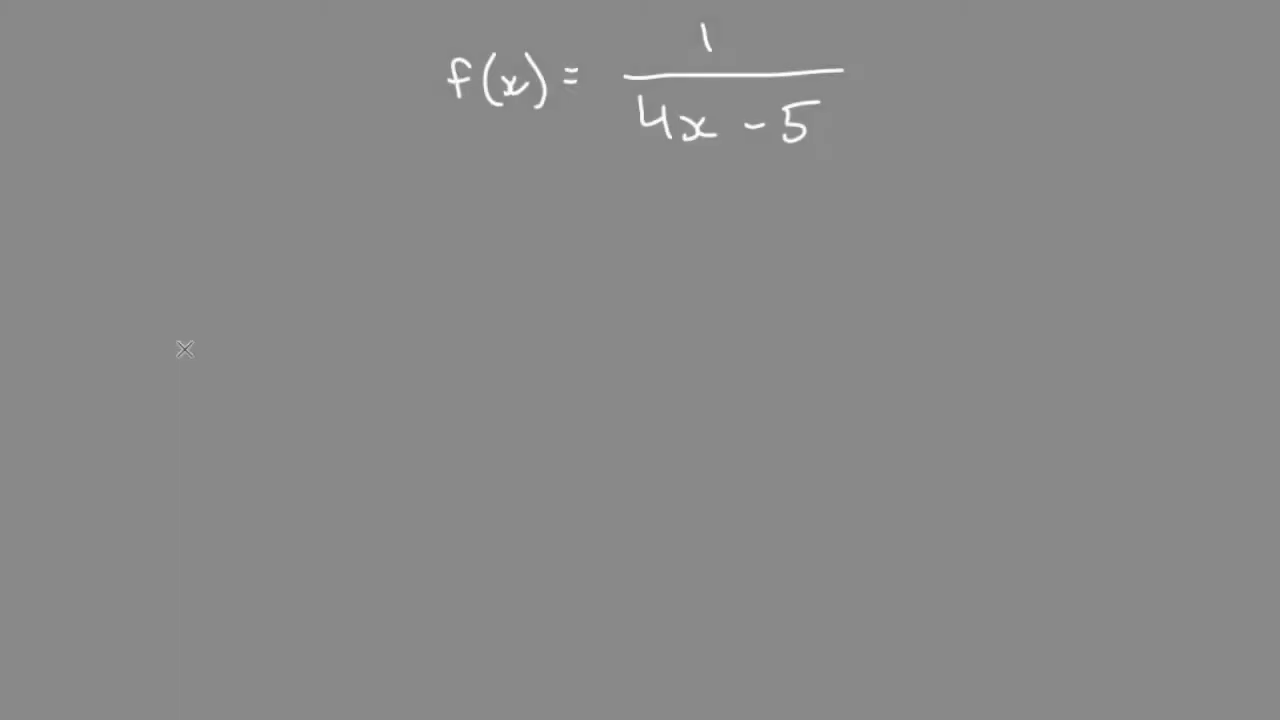 f(x) = 1 / (4x - 5)